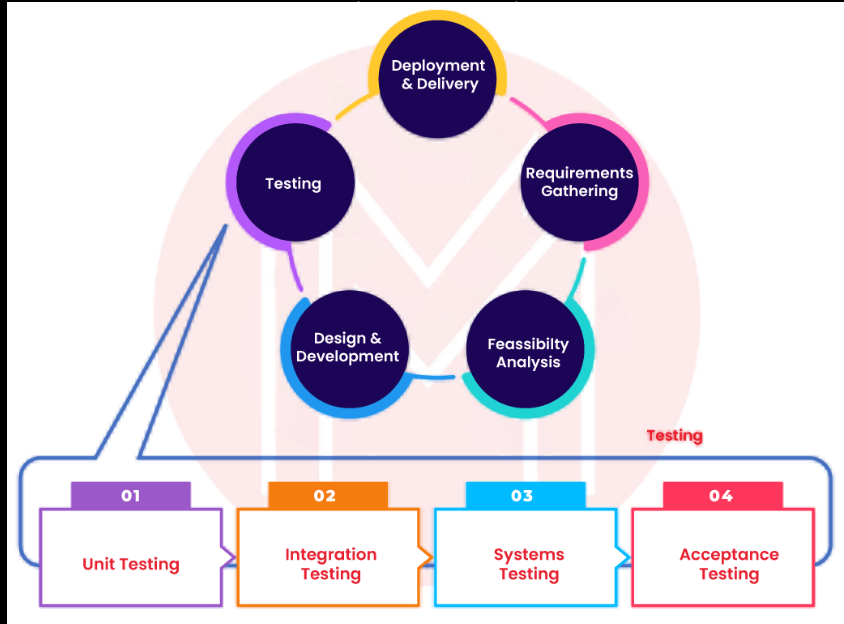 Deployment
& Delivery
Requirements
Gathering
Testing
Design &
Development
Feassibilty
Analysis
Testing
01
02
03
04
Unit Testing
Integration
Testing
Systems
Testing
Acceptance
Testing